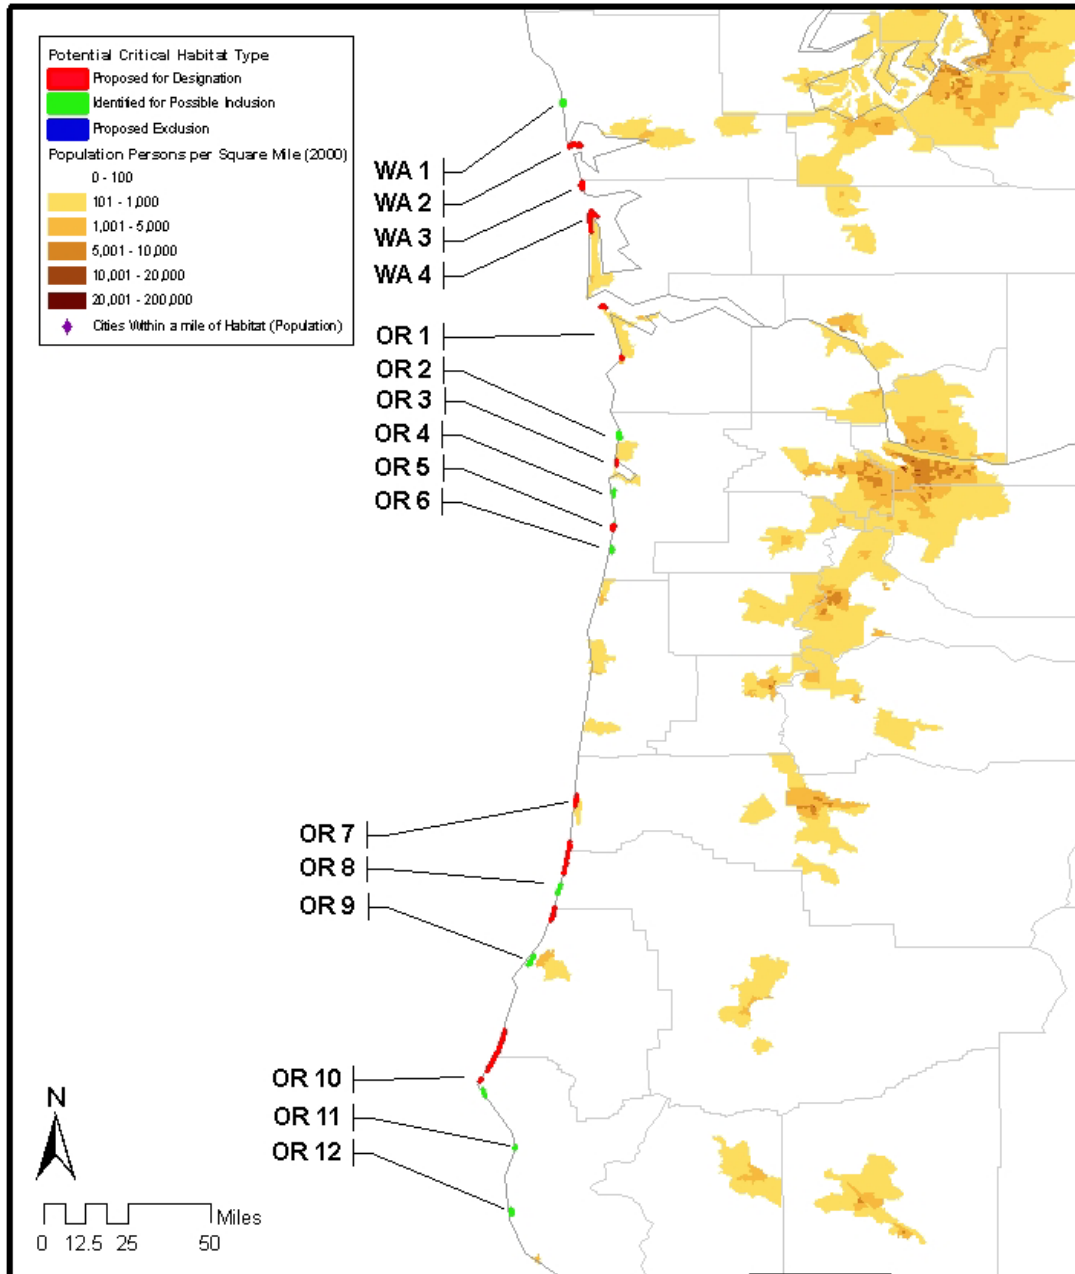 Potential Critical Habitat Type
Proposed for Designation
Identified for Possible Inclusion
Proposed Exclusion
Population Persons per Square Mile (2000)
0 - 100
101 - 1,000
1,001 - 5,000
5,001 - 10,000
10,001 - 20,000
20,001 - 200,000
Cities Within a mile of Habitat (Population)
WA 1
WA 2
WA 3
WA 4
OR 1
OR 2
OR 3
OR 4
OR 5
OR 6
OR 7
OR 8
OR 9
OR 10
OR 11
OR 12
N
Miles
0 12.5 25 50